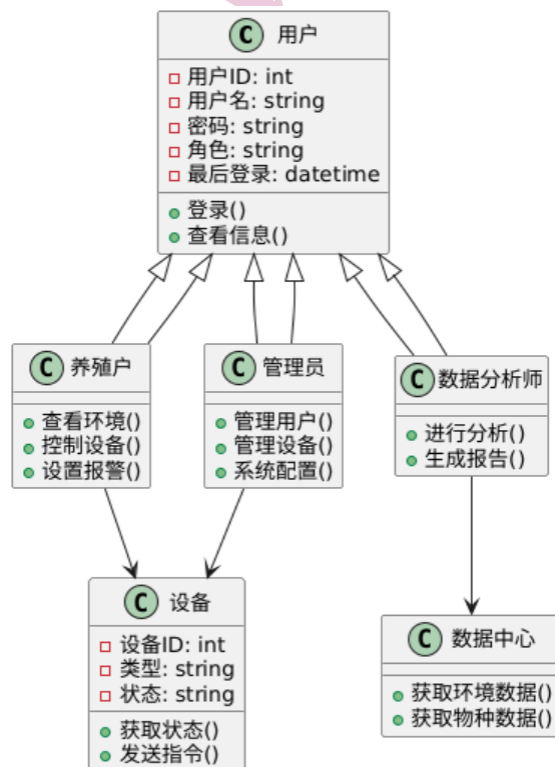 C 用户
用户ID: int
用户名: string
密码: string
角色: string
最后登录: datetime
登录()
查看信息()
C 养殖户
查看环境()
控制设备()
设置报警()
C 管理员
管理用户()
管理设备()
系统配置()
C 数据分析师
进行分析()
生成报告()
C 设备
设备ID: int
类型: string
状态: string
获取状态()
发送指令()
C 数据中心
获取环境数据()
获取物种数据()